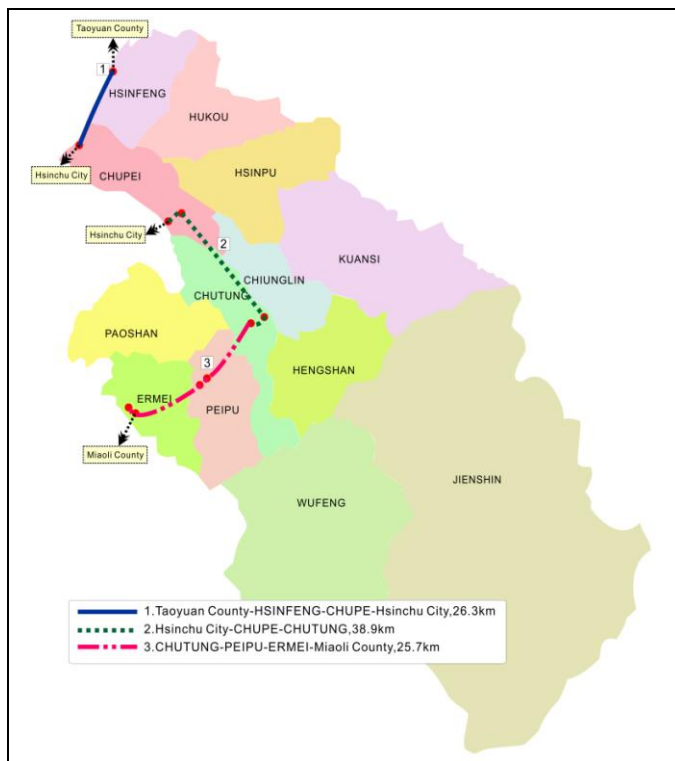 Taoyuan County
1
HSINFENG
HUKOU
Hsinchu City
CHUPEI
HSINPU
Hsinchu City
2
KUANSI
CHIUNGLIN
CHUTUNG
PAOSHAN
3
HENGSHAN
ERMEI
PEIPU
Miaoli County
JIENSHIN
WUFENG
1.Taoyuan County-HSINFENG-CHUPE-Hsinchu City,26.3km
2.Hsinchu City-CHUPE-CHUTUNG,38.9km
3.CHUTUNG-PEIPU-ERMEI-Miaoli County,25.7km